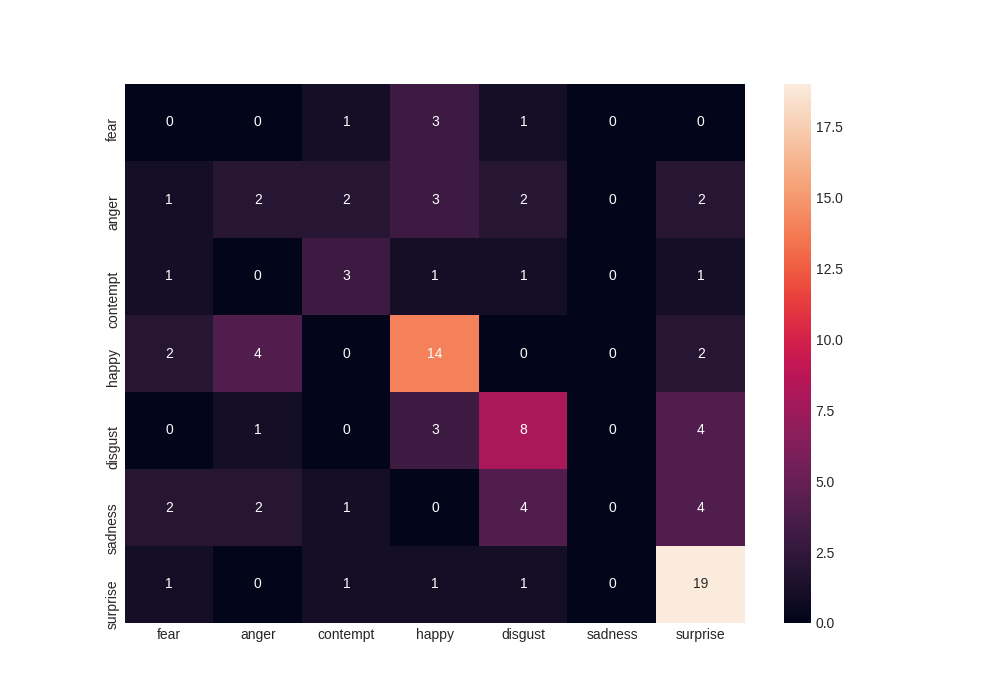 fear 0 0 1 3 1 0 0
anger 1 2 2 3 2 0 2
contempt 1 0 3 1 1 0 1
happy 2 4 0 14 0 0 2
disgust 0 1 0 3 8 0 4
sadness 2 2 1 0 4 0 4
surprise 1 0 1 1 1 0 19
fear anger contempt happy disgust sadness surprise
17.5
15.0
12.5
10.0
7.5
5.0
2.5
0.0